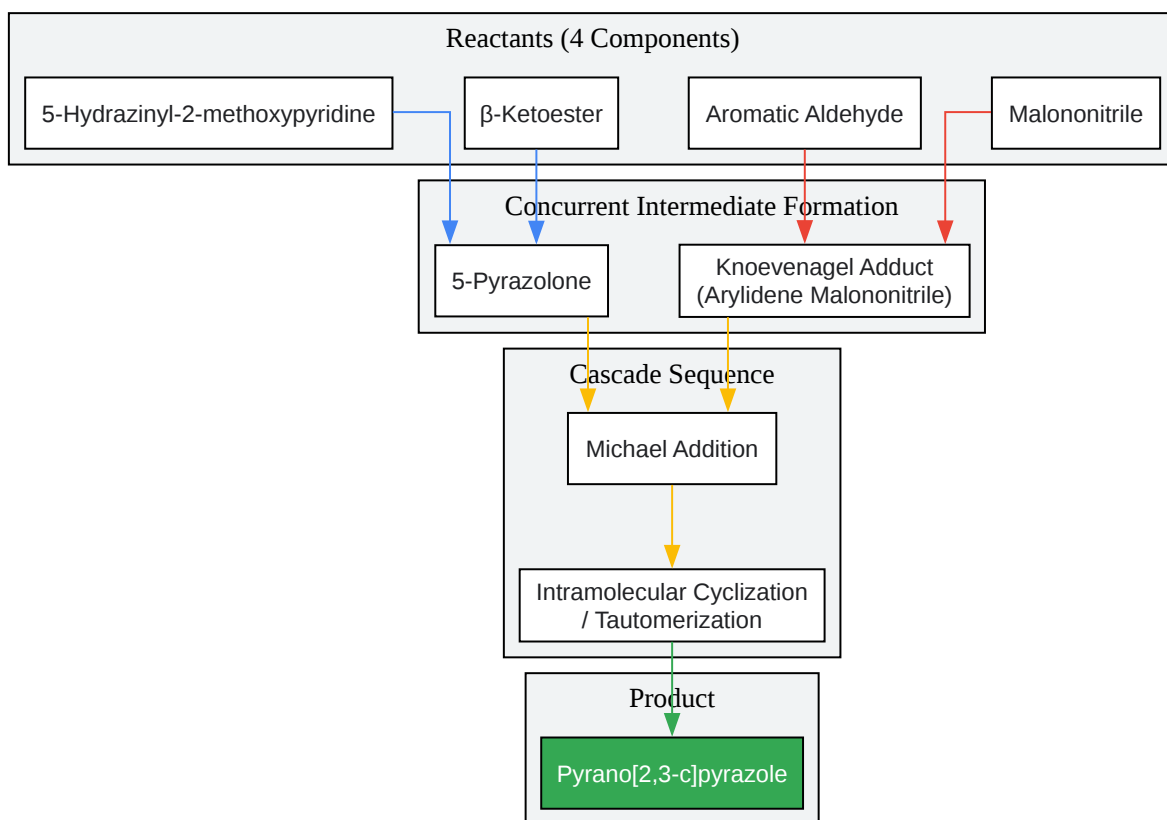 Reactants (4 Components)
5-Hydrazinyl-2-methoxypyridine
β-Ketoester
Aromatic Aldehyde
Malononitrile
Concurrent Intermediate Formation
5-Pyrazolone
Knoevenagel Adduct
(Arylidene Malononitrile)
Cascade Sequence
Michael Addition
Intramolecular Cyclization
/ Tautomerization
Product
Pyrano[2,3-c]pyrazole